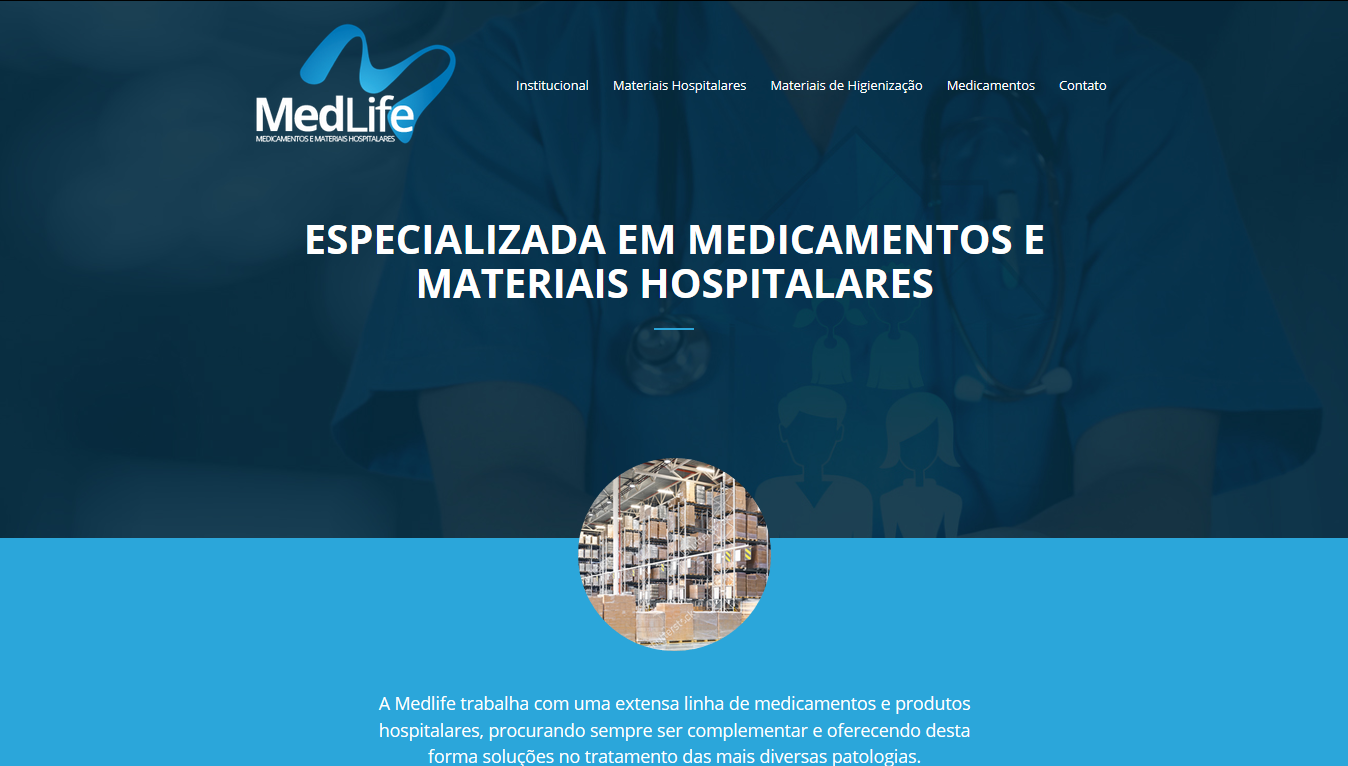 MedLife
MEDICAMENTOS E MATERIAIS HOSPITALARES
Institucional Materiais Hospitalares Materiais de Higienização Medicamentos Contato
ESPECIALIZADA EM MEDICAMENTOS E
MATERIAIS HOSPITALARES
A Medlife trabalha com uma extensa linha de medicamentos e produtos
hospitalares, procurando sempre ser complementar e oferecendo desta
forma soluções no tratamento das mais diversas patologias.